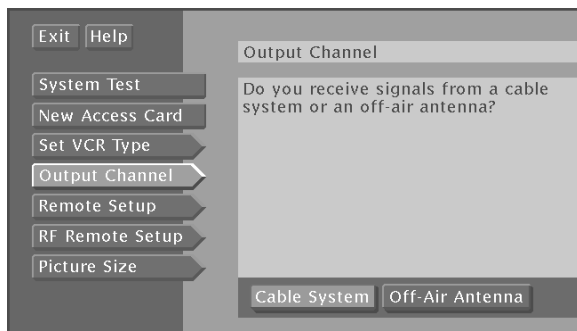 Exit Help
Output Channel
System Test
New Access Card
Set VCR Type
Output Channel
Remote Setup
RF Remote Setup
Picture Size
Do you receive signals from a cable
system or an off-air antenna?
Cable System Off-Air Antenna